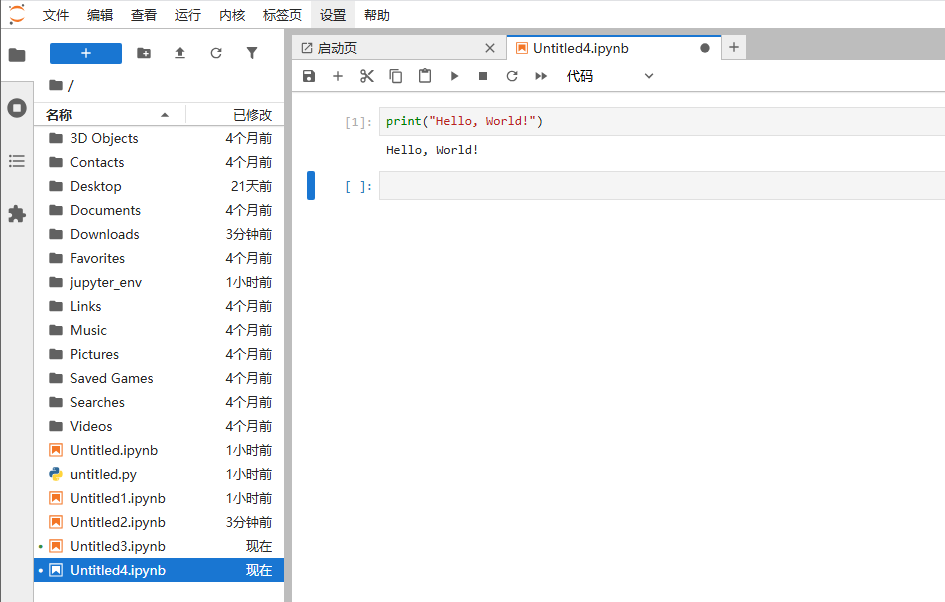 文件 编辑 查看 运行 内核 标签页 设置 帮助
启动页 Untitled4.ipynb
代码
/
名称 已修改
3D Objects 4个月前
Contacts 4个月前
Desktop 21天前
Documents 4个月前
Downloads 3分钟前
Favorites 4个月前
jupyter_env 1小时前
Links 4个月前
Music 4个月前
Pictures 4个月前
Saved Games 4个月前
Searches 4个月前
Videos 4个月前
Untitled.ipynb 1小时前
untitled.py 1小时前
Untitled1.ipynb 1小时前
Untitled2.ipynb 3分钟前
Untitled3.ipynb 现在
Untitled4.ipynb 现在
[1]: print("Hello, World!")
Hello, World!
[ ]: